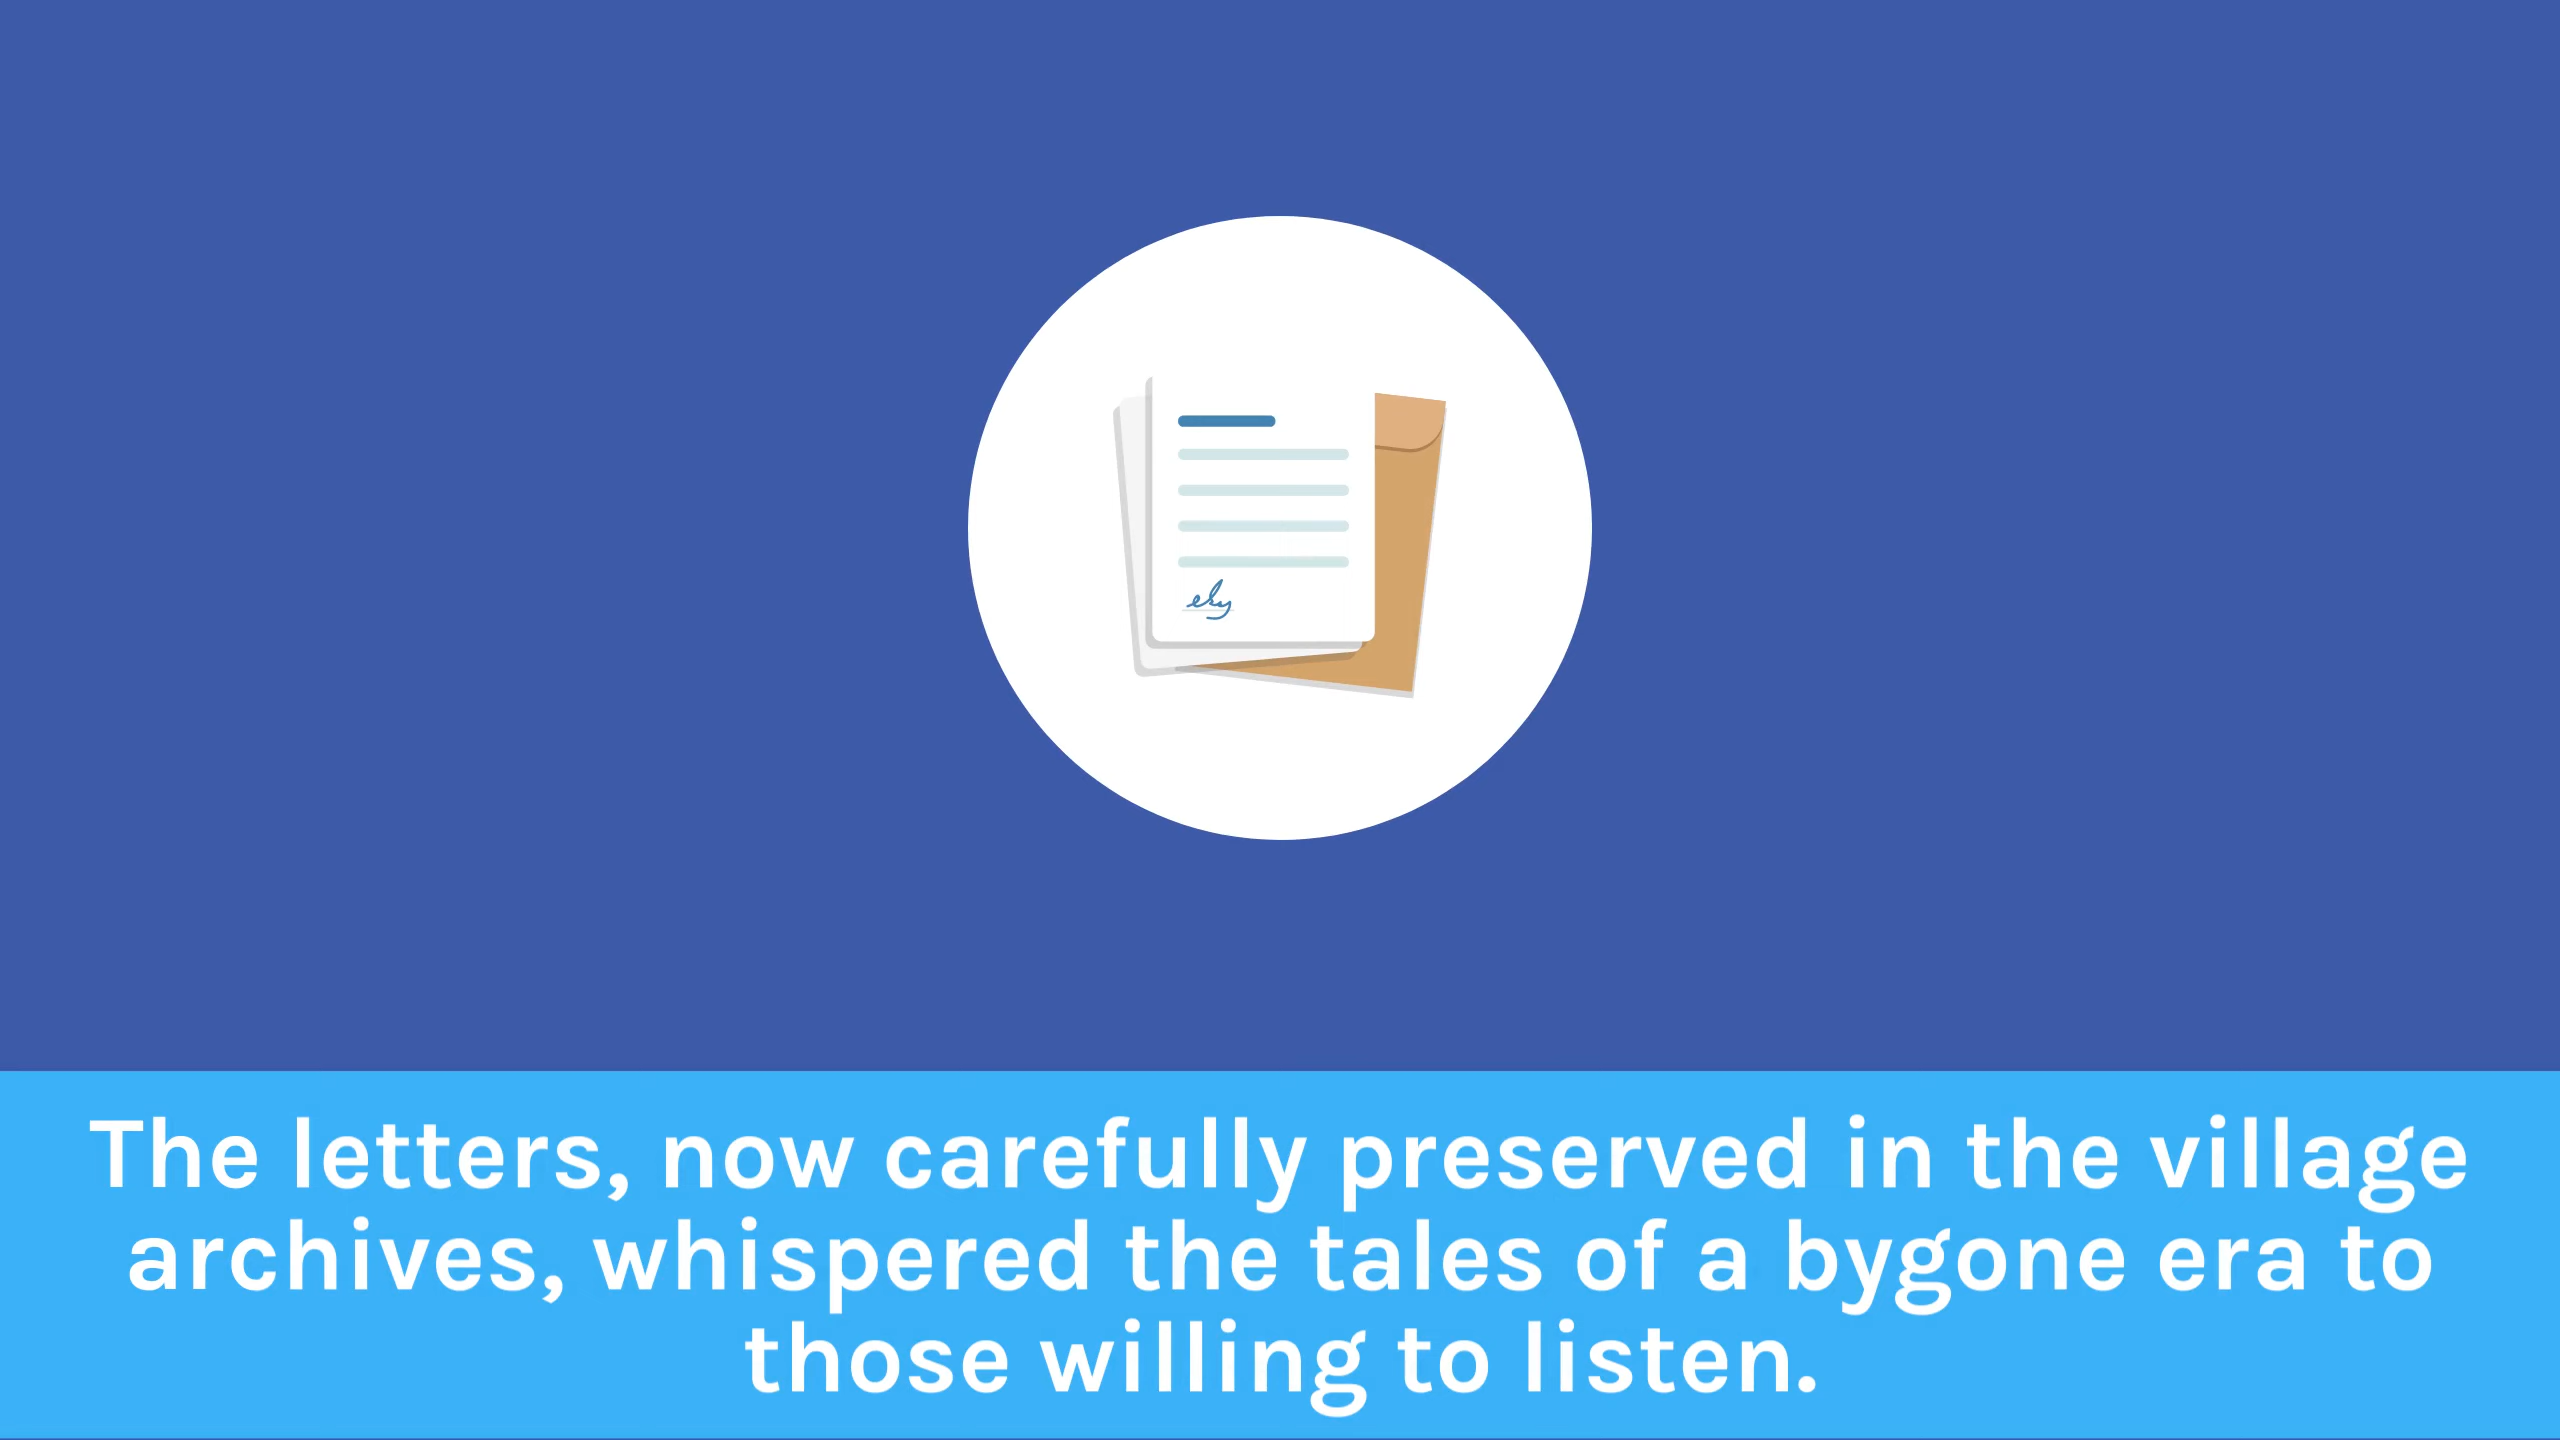 The letters, now carefully preserved in the village
archives, whispered the tales of a bygone era to
those willing to listen.